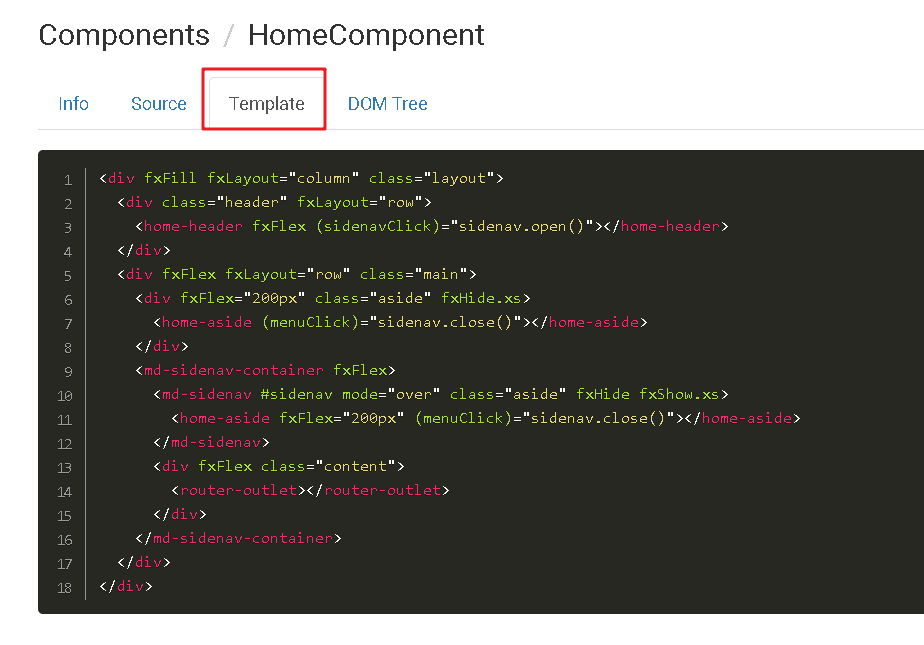 Components / HomeComponent
Info Source Template DOM Tree
1 <div fxFill fxLayout="column" class="layout">
2   <div class="header" fxLayout="row">
3     <home-header fxFlex (sidenavClick)="sidenav.open()"></home-header>
4   </div>
5   <div fxFlex fxLayout="row" class="main">
6     <div fxFlex="200px" class="aside" fxHide.xs>
7       <home-aside (menuClick)="sidenav.close()"></home-aside>
8     </div>
9     <md-sidenav-container fxFlex>
10       <md-sidenav #sidenav mode="over" class="aside" fxHide fxShow.xs>
11         <home-aside fxFlex="200px" (menuClick)="sidenav.close()"></home-aside>
12       </md-sidenav>
13       <div fxFlex class="content">
14         <router-outlet></router-outlet>
15       </div>
16     </md-sidenav-container>
17   </div>
18 </div>